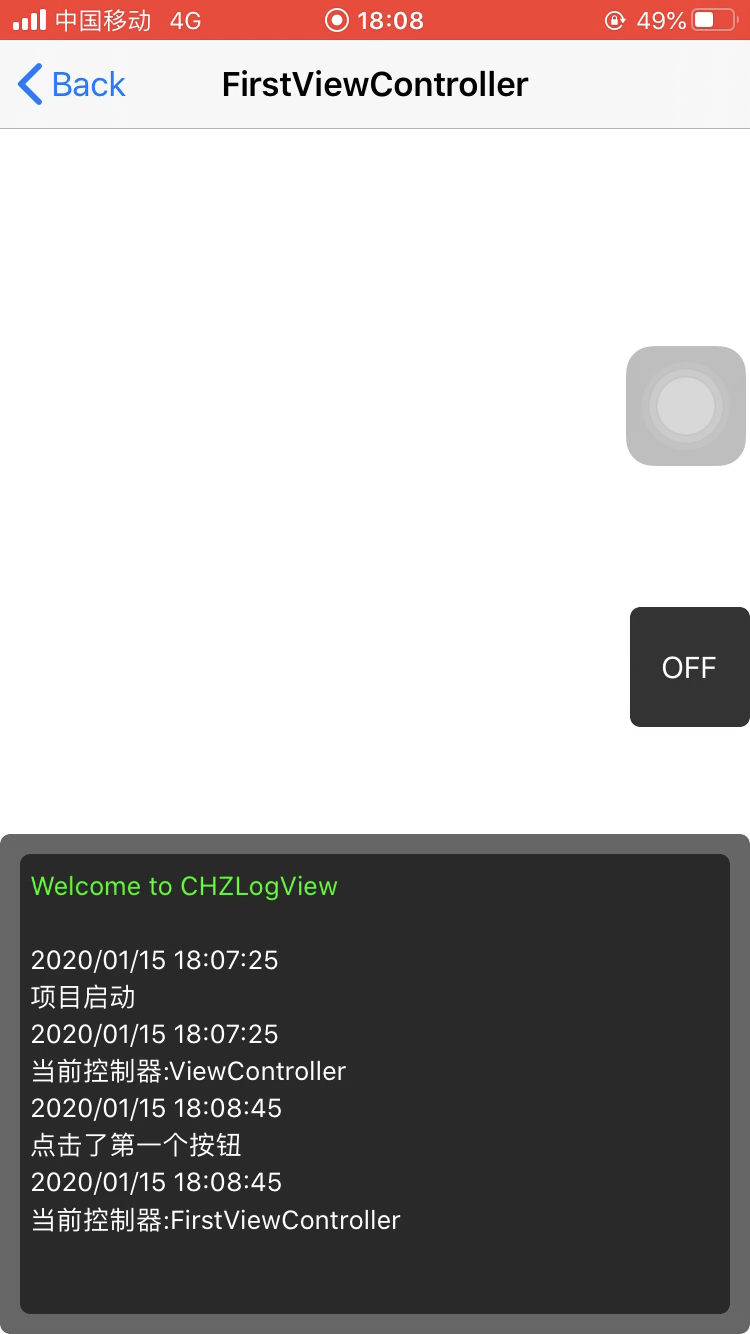 中国移动 4G 18:08 49%
Back FirstViewController
OFF
Welcome to CHZLogView
2020/01/15 18:07:25
项目启动
2020/01/15 18:07:25
当前控制器:ViewController
2020/01/15 18:08:45
点击了第一个按钮
2020/01/15 18:08:45
当前控制器:FirstViewController